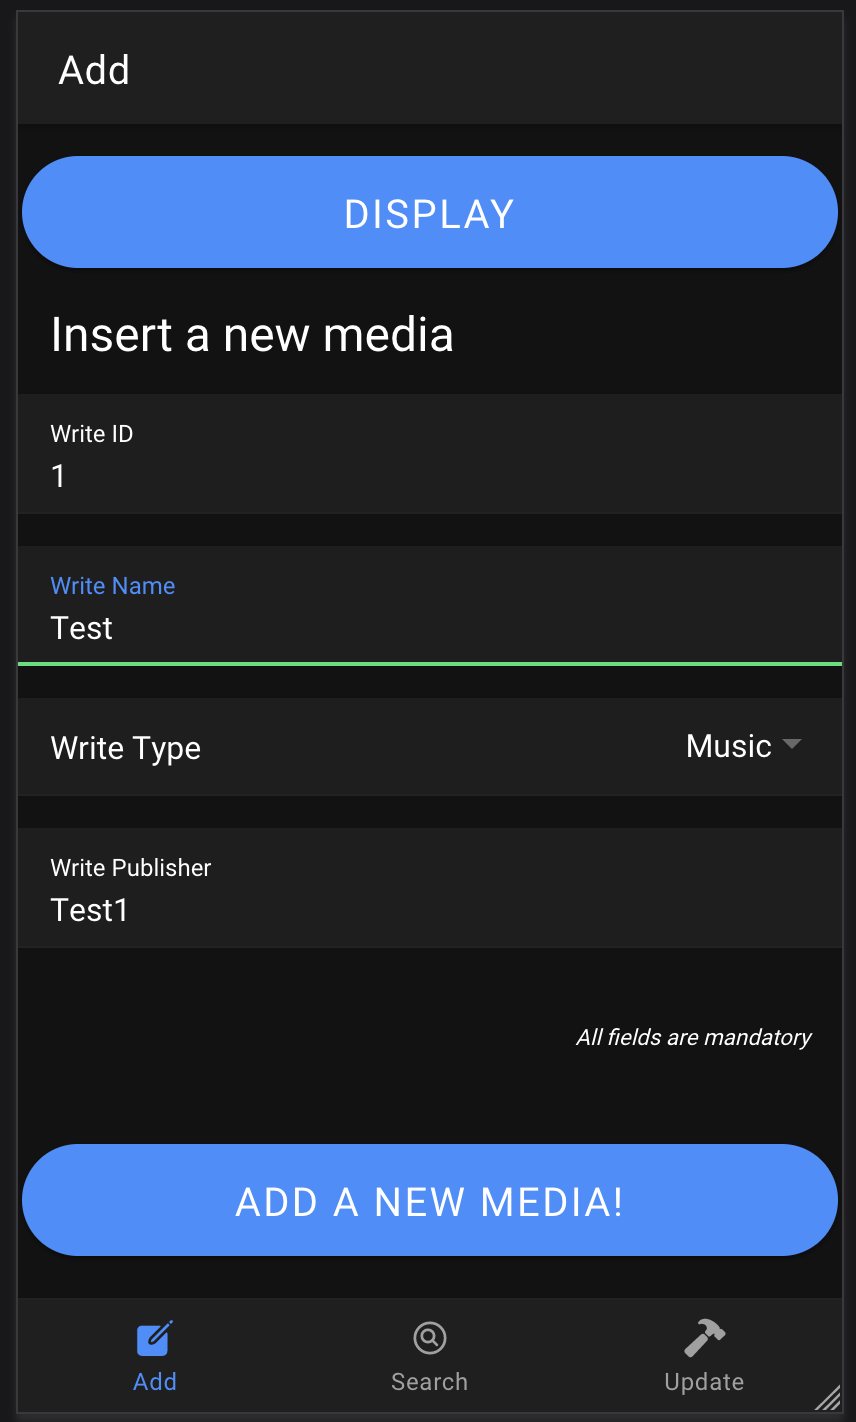 Add
DISPLAY
Insert a new media
Write ID
1
Write Name
Test
Write Type
Music
Write Publisher
Test1
All fields are mandatory
ADD A NEW MEDIA!
Add
Search
Update